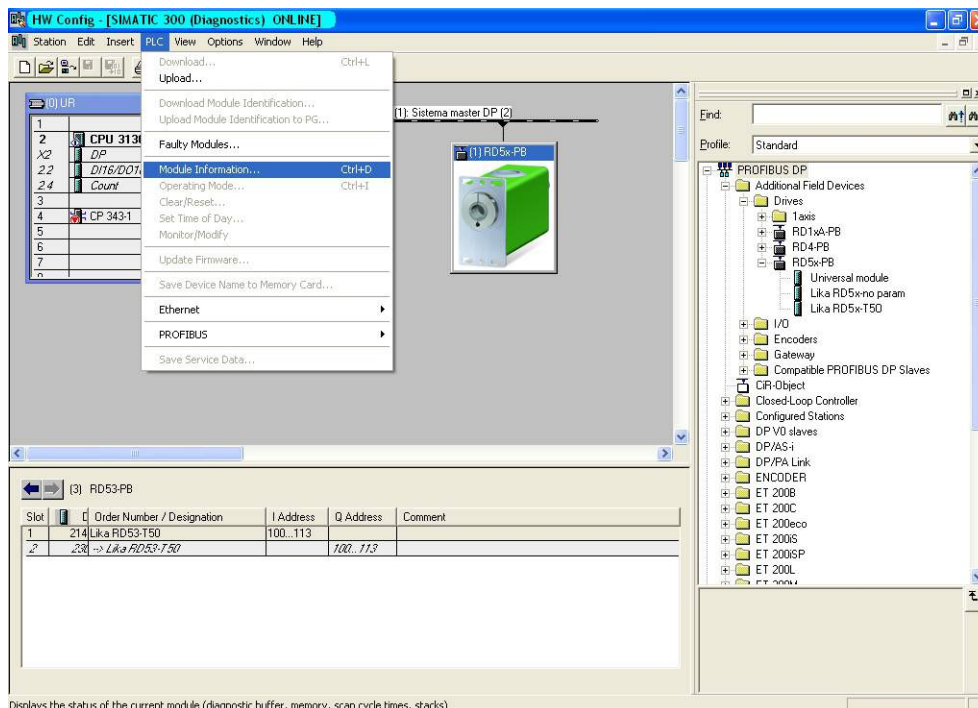 HW Config - [SIMATIC 300 (Diagnostics) ONLINE]
Station Edit Insert PLC View Options Window Help
Download... Ctrl+L
Upload...
Download Module Identification...
Upload Module Identification to PG...
Faulty Modules...
Module Information... Ctrl+D
Operating Mode... Ctrl+I
Clear/Reset...
Set Time of Day...
Monitor/Modify
Update Firmware...
Save Device Name to Memory Card...
Ethernet
PROFIBUS
Save Service Data...
(0) UR
1
2 CPU 313
X2 DP
2.2 DI16/DO1
2.4 Count
3
4 CP 343-1
5
6
7
(1): Sistema master DP (2)
(1) RD5x-PB
Find:
Profile: Standard
PROFIBUS DP
Additional Field Devices
Drives
1axis
RD1xA-PB
RD4-PB
RD5x-PB
Universal module
Lika RD5x-no param
Lika RD5x-T50
I/O
Encoders
Gateway
Compatible PROFIBUS DP Slaves
CiR-Object
Closed-Loop Controller
Configured Stations
DP V0 slaves
DP/AS-i
DP/PA Link
ENCODER
ET 200B
ET 200C
ET 200eco
ET 200iS
ET 200iSP
ET 200L
ET 200M
(3) RD53-PB
Slot D Order Number / Designation I Address Q Address Comment
1 214 Lika RD53-T50 100...113
2 230 --> Lika RD53-T50 100...113
Displays the status of the current module (diagnostic buffer, memory, scan cycle times, stacks)